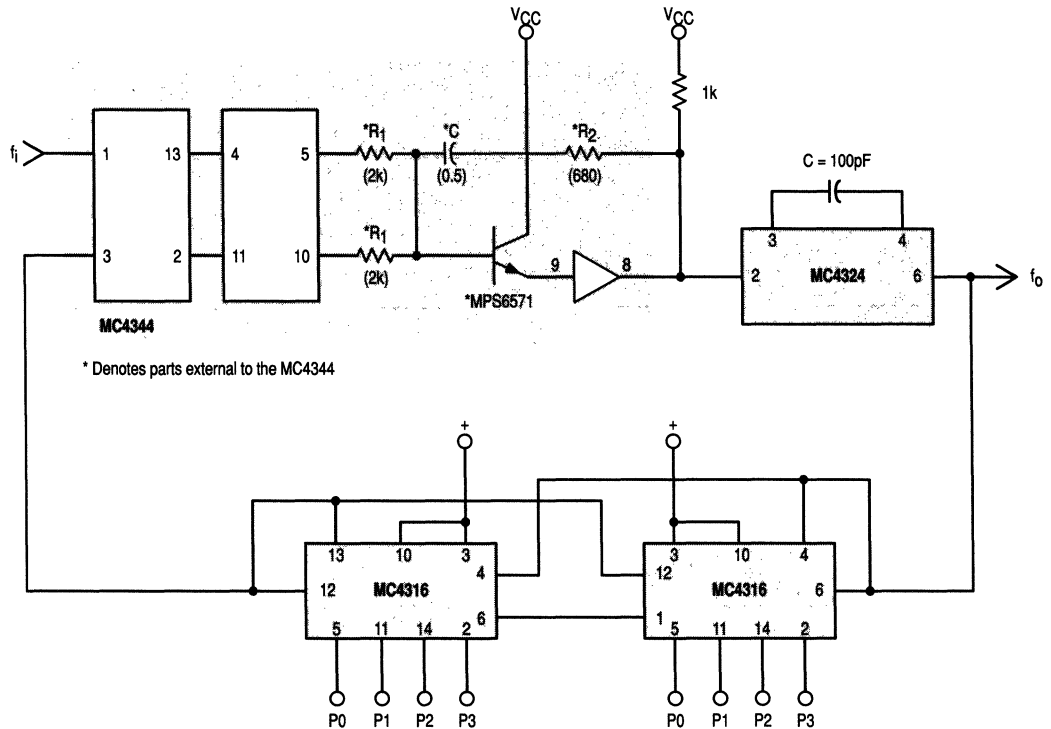 VCC
VCC
1k
*R1
*C
*R2
fi
1
13
4
5
(2k)
(0.5)
(680)
C = 100pF
*R1
3
4
3
2
11
10
(2k)
9
8
2
MC4324
6
fo
*MPS6571
MC4344
* Denotes parts external to the MC4344
+
+
13
10
3
3
10
4
4
12
12
MC4316
MC4316
6
6
1
5
11
14
2
5
11
14
2
P0
P1
P2
P3
P0
P1
P2
P3